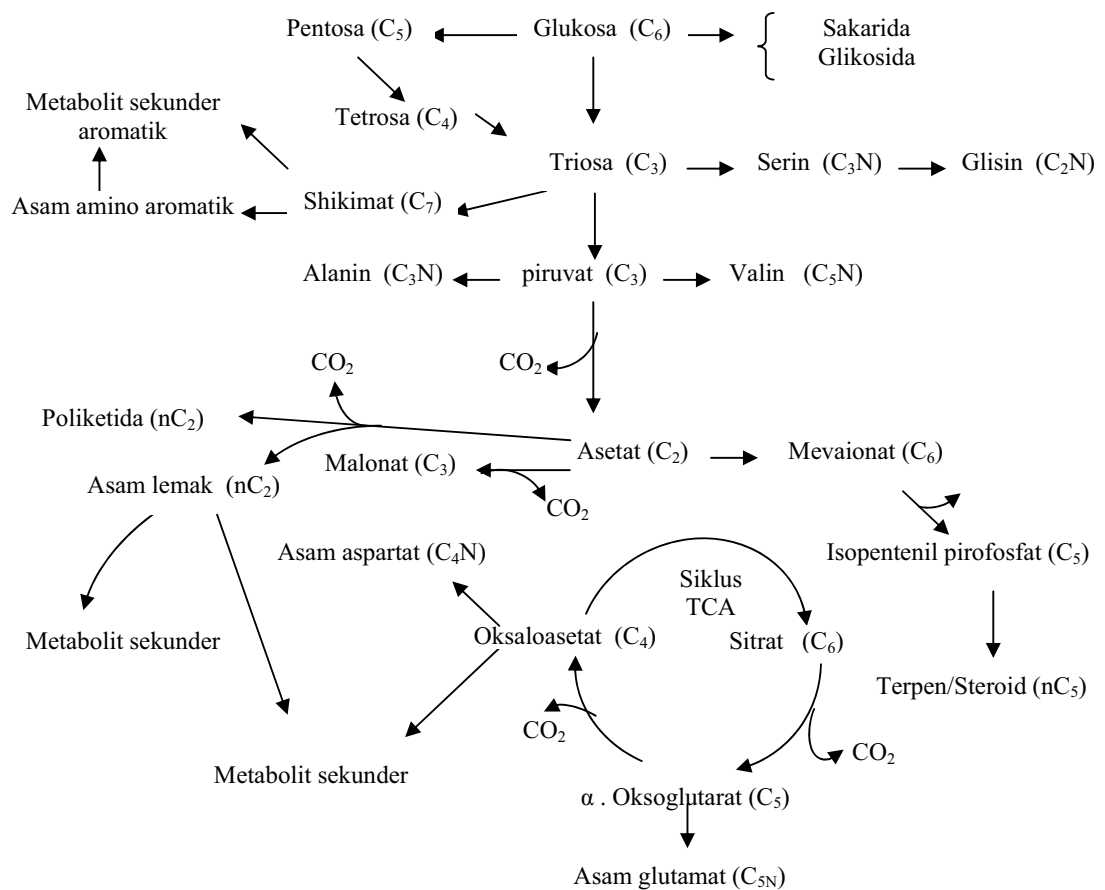 Pentosa (C₅)
Glukosa (C₆)
Sakarida
Glikosida
Metabolit sekunder
aromatik
Tetrosa (C₄)
Triosa (C₃)
Serin (C₃N)
Glisin (C₂N)
Asam amino aromatik
Shikimat (C₇)
Alanin (C₃N)
piruvat (C₃)
Valin (C₅N)
CO₂
CO₂
Poliketida (nC₂)
Malonat (C₃)
Asetat (C₂)
Mevaionat (C₆)
Asam lemak (nC₂)
CO₂
Asam aspartat (C₄N)
Isopentenil pirofosfat (C₅)
Siklus
TCA
Metabolit sekunder
Oksaloasetat (C₄)
Sitrat (C₆)
Terpen/Steroid (nC₅)
CO₂
CO₂
Metabolit sekunder
α . Oksoglutarat (C₅)
Asam glutamat (C₅ₙ)